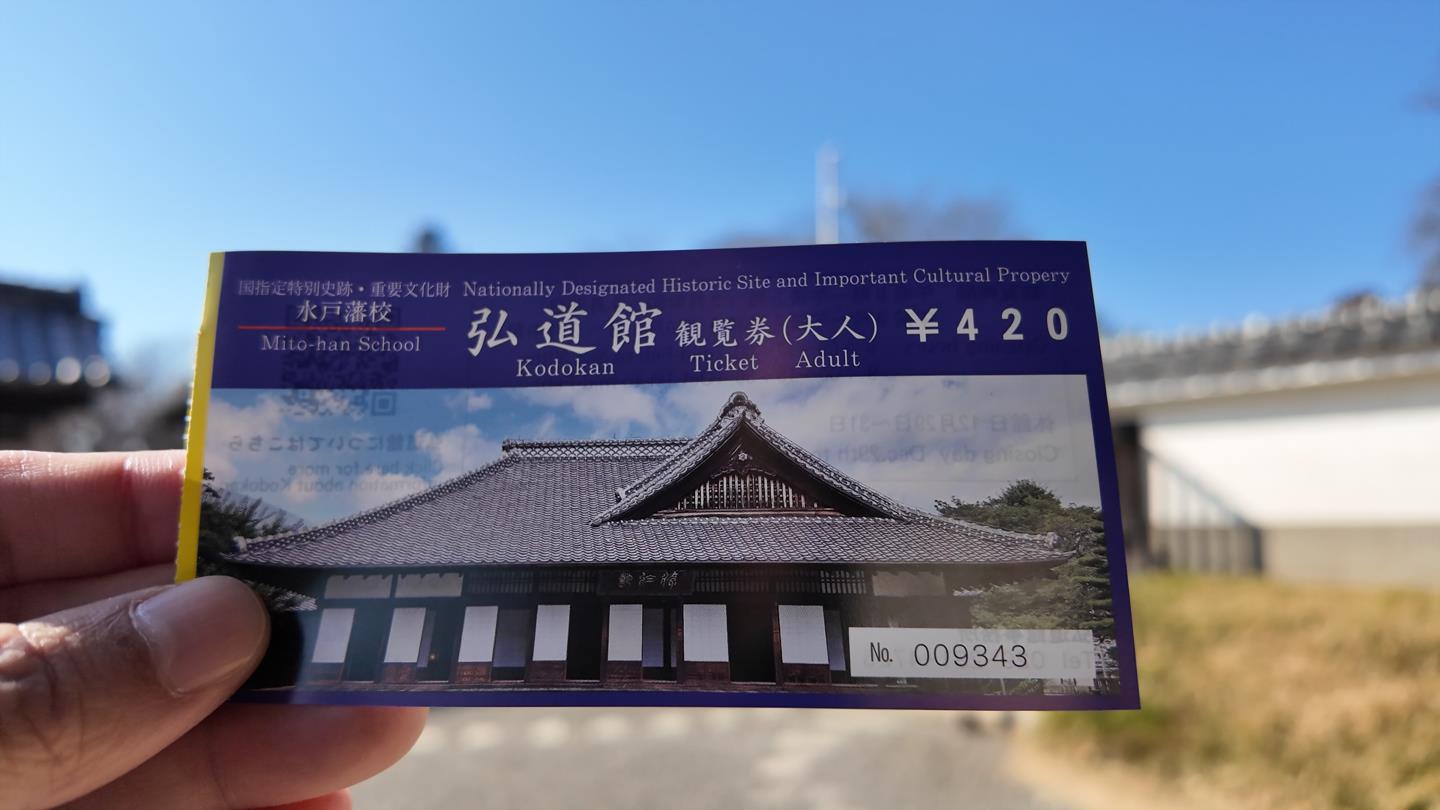 国指定特別史跡・重要文化財 Nationally Designated Historic Site and Important Cultural Propery
水戸藩校
Mito-han School
弘道館 観覧券(大人) ¥420
Kodokan Ticket Adult
No. 009343